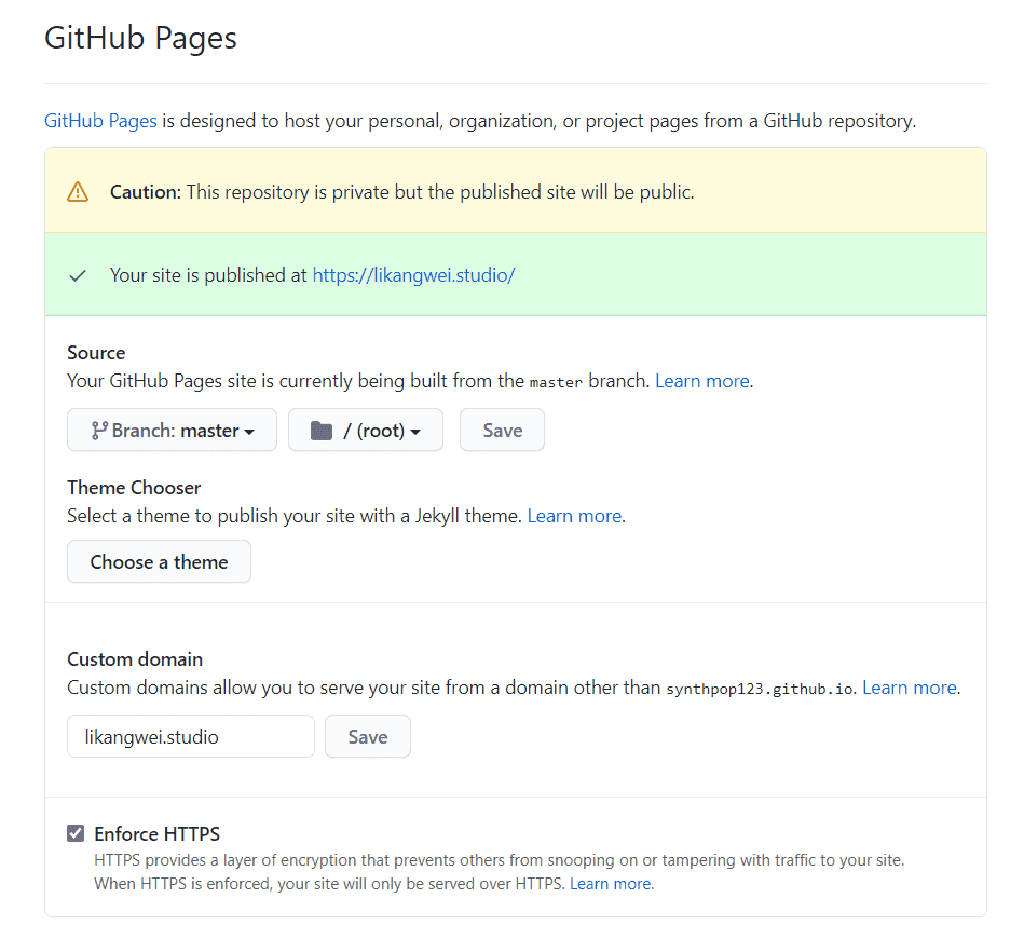 GitHub Pages
GitHub Pages is designed to host your personal, organization, or project pages from a GitHub repository.
Caution: This repository is private but the published site will be public.
Your site is published at https://likangwei.studio/
Source
Your GitHub Pages site is currently being built from the master branch. Learn more.
Branch: master / (root) Save
Theme Chooser
Select a theme to publish your site with a Jekyll theme. Learn more.
Choose a theme
Custom domain
Custom domains allow you to serve your site from a domain other than synthpop123.github.io. Learn more.
likangwei.studio Save
Enforce HTTPS
HTTPS provides a layer of encryption that prevents others from snooping on or tampering with traffic to your site.
When HTTPS is enforced, your site will only be served over HTTPS. Learn more.